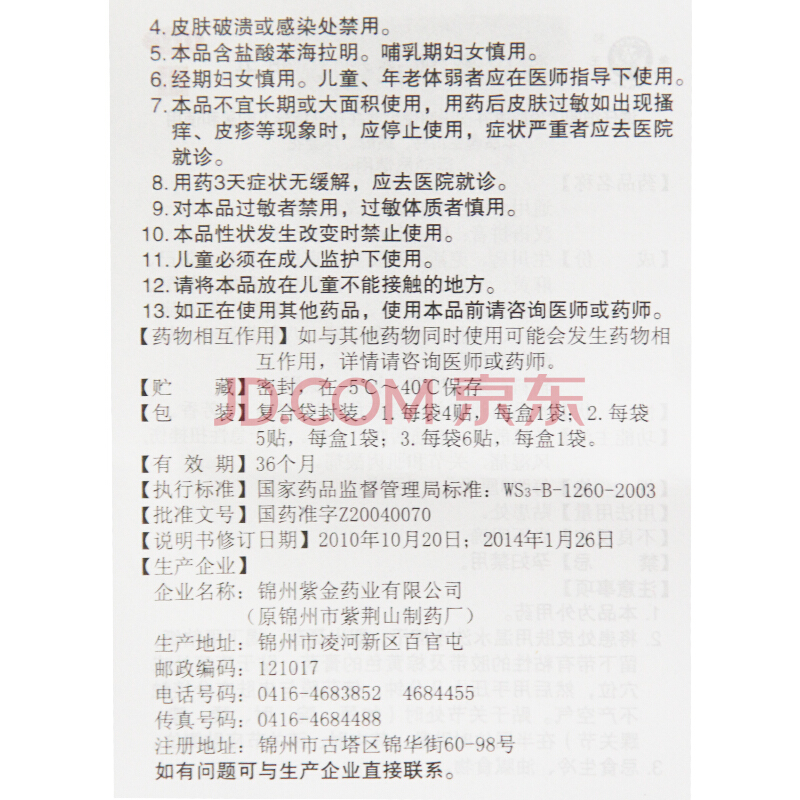 4. 皮肤破溃或感染处禁用。
5. 本品含盐酸苯海拉明。哺乳期妇女慎用。
6. 经期妇女慎用。儿童、年老体弱者应在医师指导下使用。
7. 本品不宜长期或大面积使用，用药后皮肤过敏如出现搔
痒、皮疹等现象时，应停止使用，症状严重者应去医院
就诊。
8. 用药3天症状无缓解，应去医院就诊。
9. 对本品过敏者禁用，过敏体质者慎用。
10. 本品性状发生改变时禁止使用。
11. 儿童必须在成人监护下使用。
12. 请将本品放在儿童不能接触的地方。
13. 如正在使用其他药品，使用本品前请咨询医师或药师。
【药物相互作用】如与其他药物同时使用可能会发生药物相
互作用，详情请咨询医师或药师。
【贮 藏】密封，在-5℃～40℃保存
JD.COM 京东
【包 装】复合袋封装。1.每袋4贴，每盒1袋；2.每袋
5贴，每盒1袋；3.每袋6贴，每盒1袋。
【有 效 期】36个月
【执行标准】国家药品监督管理局标准：WS3-B-1260-2003
【批准文号】国药准字Z20040070
【说明书修订日期】2010年10月20日；2014年1月26日
【生产企业】
企业名称：锦州紫金药业有限公司
（原锦州市紫荆山制药厂）
生产地址：锦州市凌河新区百官屯
邮政编码：121017
电话号码：0416-4683852 4684455
传真号码：0416-4684488
注册地址：锦州市古塔区锦华街60-98号
如有问题可与生产企业直接联系。